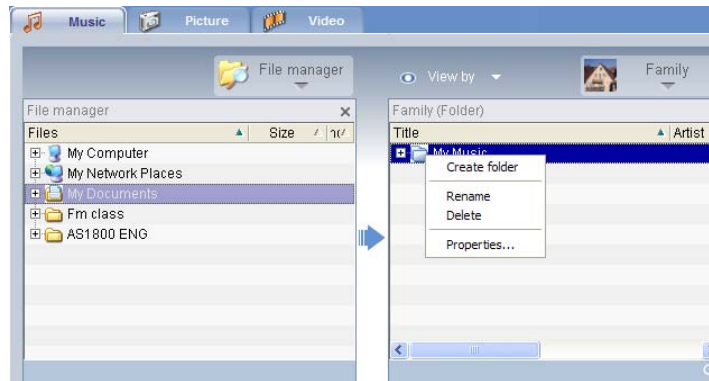 Music Picture Video
File manager View by Family
File manager
Files Size
My Computer
My Network Places
My Documents
Fm class
AS1800 ENG
Family (Folder)
Title Artist
My Music
Create folder
Rename
Delete
Properties...